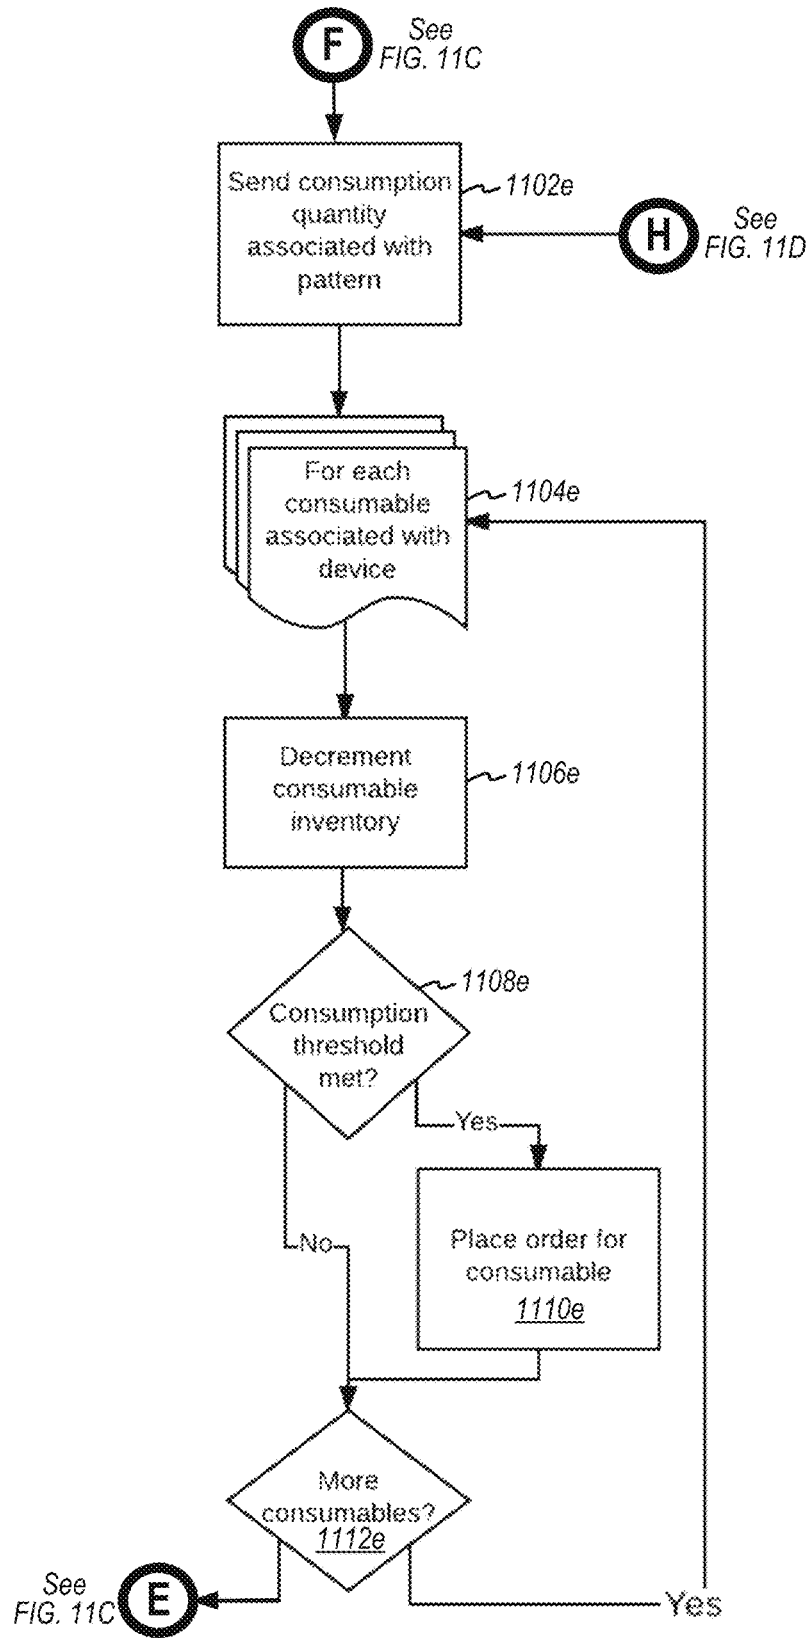 F
See
FIG. 11C
Send consumption
quantity
associated with
pattern
1102e
H
See
FIG. 11D
For each
consumable
associated with
device
1104e
Decrement
consumable
inventory
1106e
Consumption
threshold
met?
1108e
Yes
No
Place order for
consumable
1110e
More
consumables?
1112e
See
FIG. 11C
E
Yes